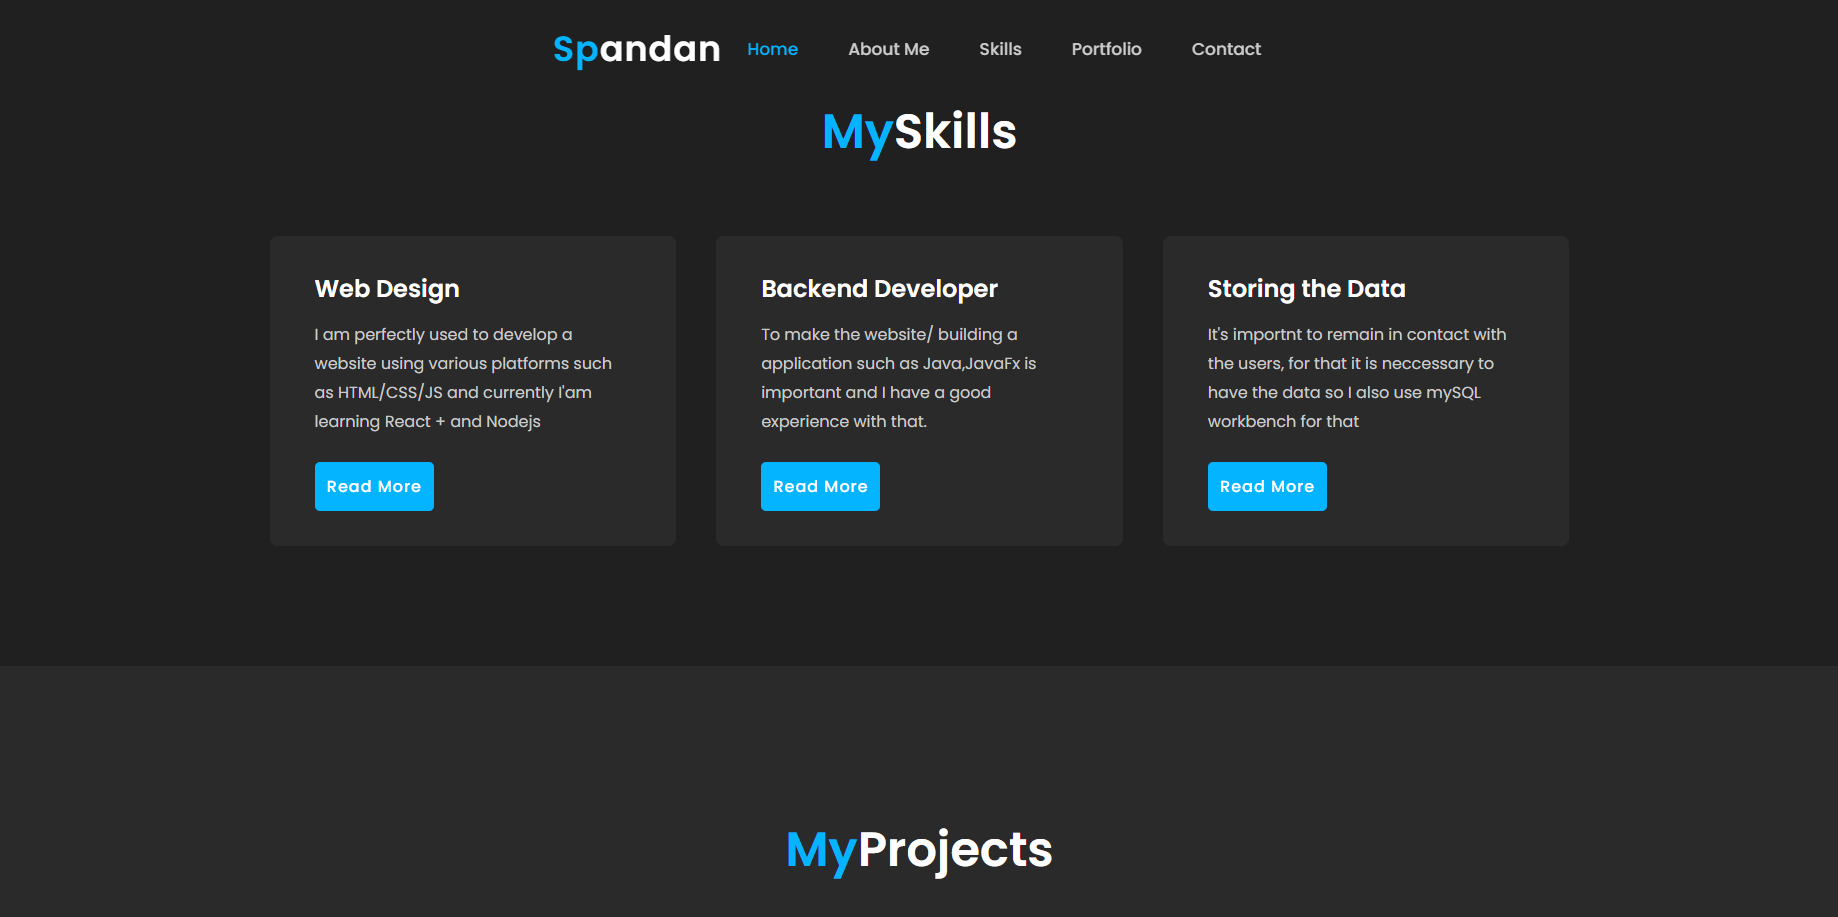 Spandan Home About Me Skills Portfolio Contact
MySkills
Web Design
I am perfectly used to develop a
website using various platforms such
as HTML/CSS/JS and currently I'am
learning React + and Nodejs
Read More
Backend Developer
To make the website/ building a
application such as Java,JavaFx is
important and I have a good
experience with that.
Read More
Storing the Data
It's importnt to remain in contact with
the users, for that it is neccessary to
have the data so I also use mySQL
workbench for that
Read More
MyProjects